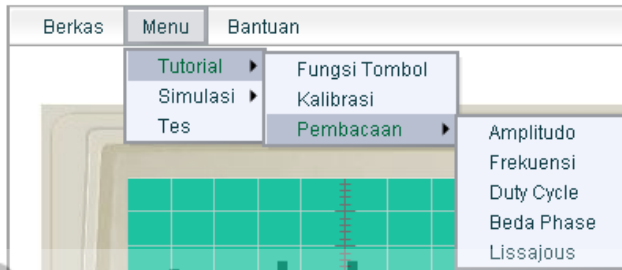 Berkas Menu Bantuan
Tutorial Fungsi Tombol
Simulasi Kalibrasi
Tes Pembacaan Amplitudo
Frekuensi
Duty Cycle
Beda Phase
Lissajous